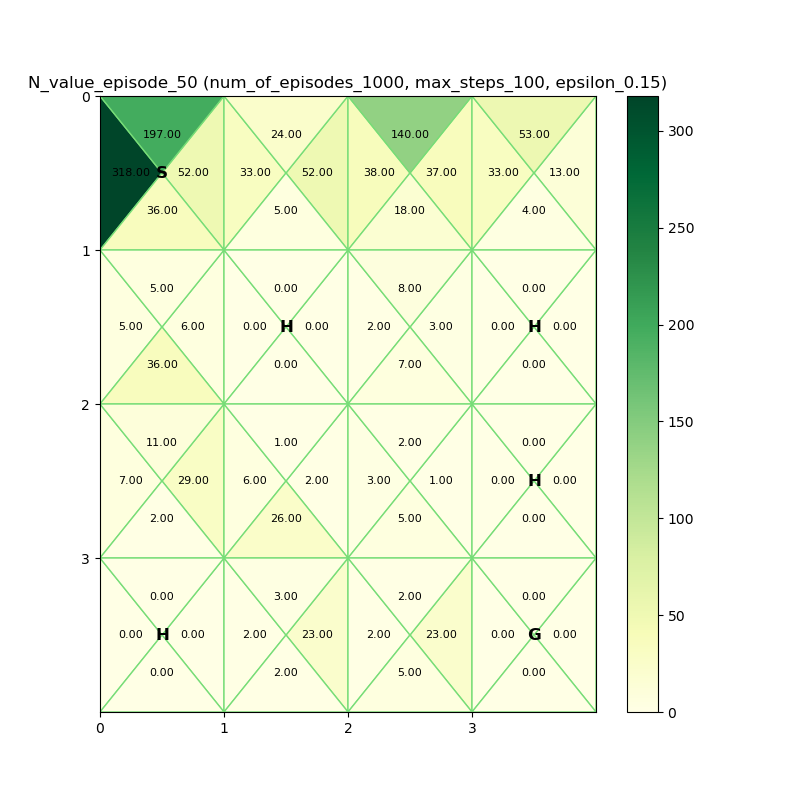 N_value_episode_50 (num_of_episodes_1000, max_steps_100, epsilon_0.15)
0
197.00 24.00 140.00 53.00
318.00 S 52.00 33.00 52.00 38.00 37.00 33.00 13.00
36.00 5.00 18.00 4.00
1
5.00 0.00 8.00 0.00
5.00 6.00 0.00 H 0.00 2.00 3.00 0.00 H 0.00
36.00 0.00 7.00 0.00
2
11.00 1.00 2.00 0.00
7.00 29.00 6.00 2.00 3.00 1.00 0.00 H 0.00
2.00 26.00 5.00 0.00
3
0.00 3.00 2.00 0.00
0.00 H 0.00 2.00 23.00 2.00 23.00 0.00 G 0.00
0.00 2.00 5.00 0.00
0 1 2 3
300
250
200
150
100
50
0